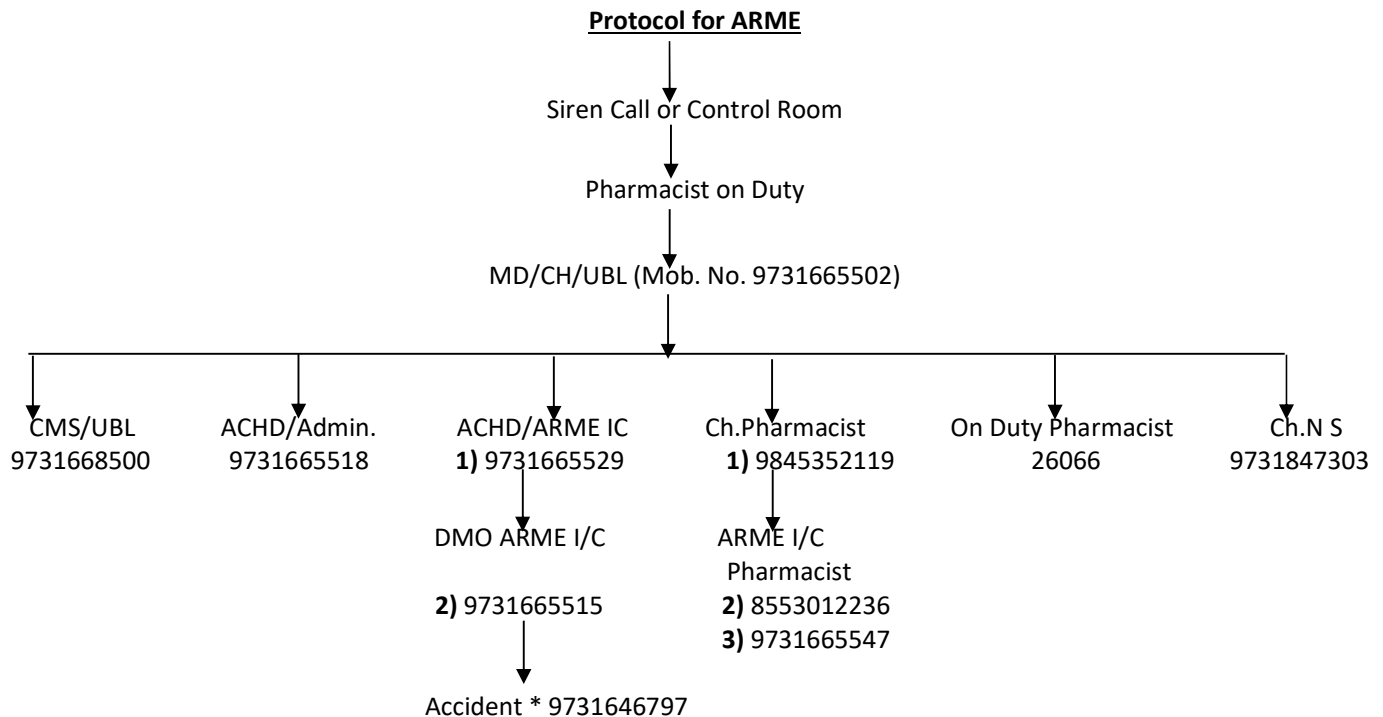 Protocol for ARME
Siren Call or Control Room
Pharmacist on Duty
MD/CH/UBL (Mob. No. 9731665502)
CMS/UBL
9731668500
ACHD/Admin.
9731665518
ACHD/ARME IC
1) 9731665529
Ch.Pharmacist
1) 9845352119
On Duty Pharmacist
26066
Ch.N S
9731847303
DMO ARME I/C
2) 9731665515
ARME I/C
Pharmacist
2) 8553012236
3) 9731665547
Accident * 9731646797